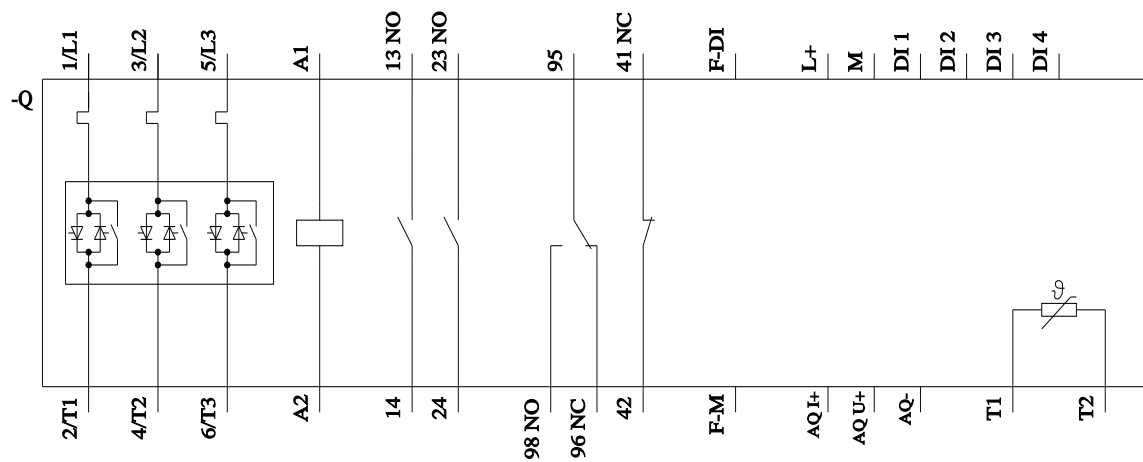 1/L1
3/L2
5/L3
A1
13 NO
23 NO
95
41 NC
F-DI
L+
M
DI 1
DI 2
DI 3
DI 4
-Q
ϑ
2/T1
4/T2
6/T3
A2
14
24
98 NO
96 NC
42
F-M
AQ I+
AQ U+
AQ-
T1
T2